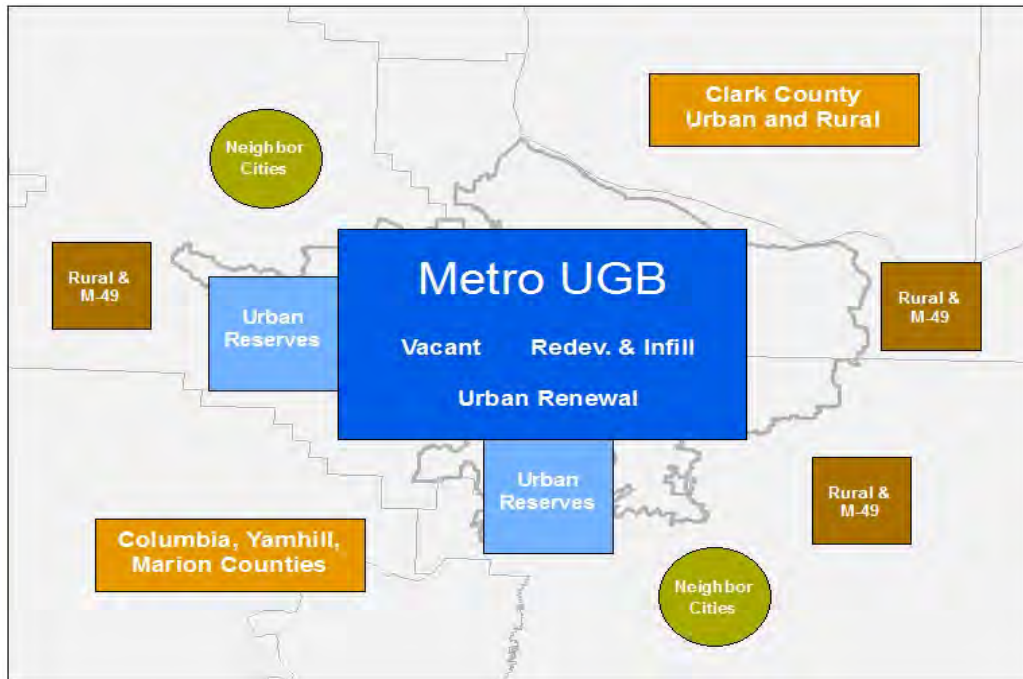 Clark County
Urban and Rural
Neighbor
Cities
Metro UGB
Rural &
M-49
Rural &
M-49
Urban
Reserves
Vacant
Redev. & Infill
Urban Renewal
Urban
Reserves
Rural &
M-49
Columbia, Yamhill,
Marion Counties
Neighbor
Cities